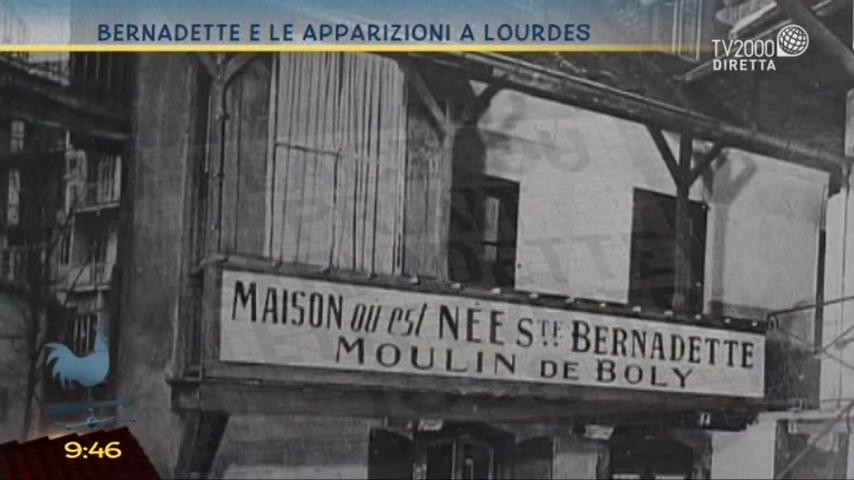 BERNADETTE E LE APPARIZIONI A LOURDES
TV2000
DIRETTA
MAISON où est NÉE STE BERNADETTE
MOULIN DE BOLY
9:46